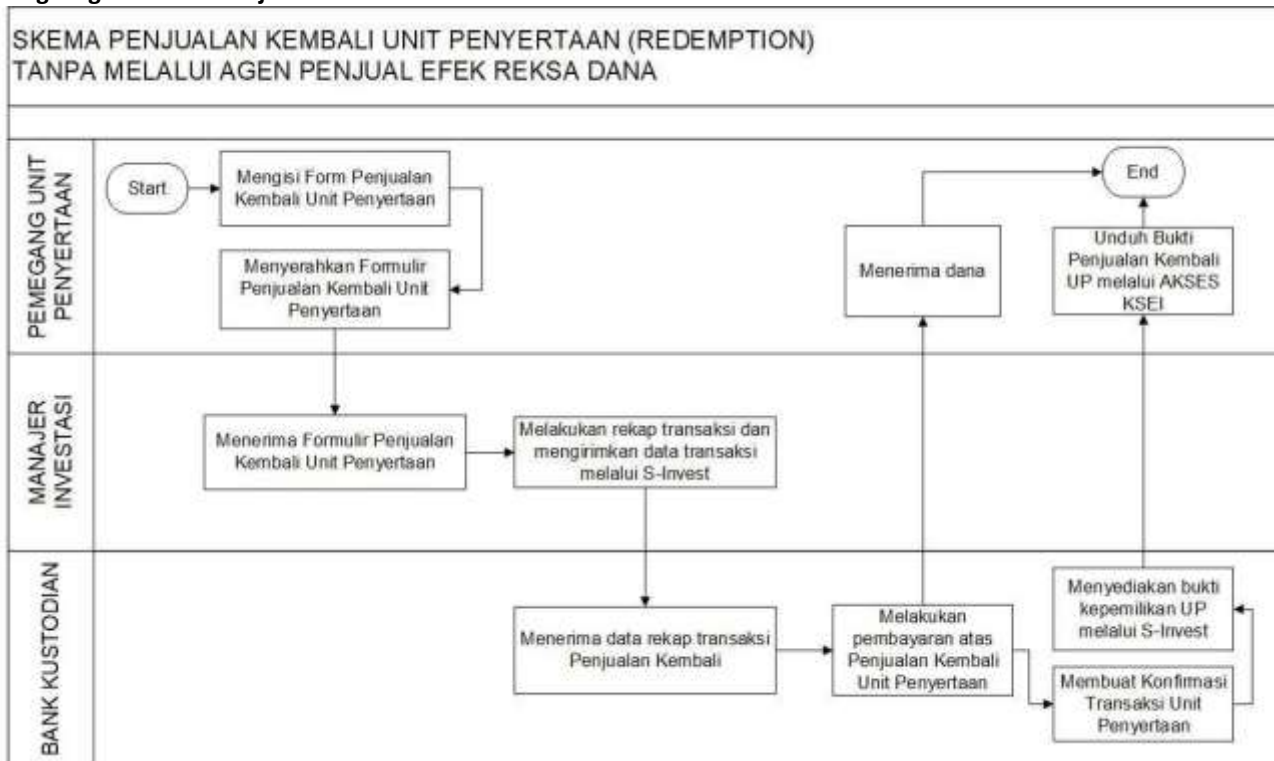 SKEMA PENJUALAN KEMBALI UNIT PENYERTAAN (REDEMPTION)
TANPA MELALUI AGEN PENJUAL EFEK REKSA DANA
PEMEGANG UNIT
PENYERTAAN
Start
Mengisi Form Penjualan
Kembali Unit Penyertaan
Menyerahkan Formulir
Penjualan Kembali Unit
Penyertaan
Menerima dana
End
Unduh Bukti
Penjualan Kembali
UP melalui AKSES
KSEI
MANAJER
INVESTASI
Menerima Formulir Penjualan
Kembali Unit Penyertaan
Melakukan rekap transaksi dan
mengirimkan data transaksi
melalui S-Invest
BANK KUSTODIAN
Menerima data rekap transaksi
Penjualan Kembali
Melakukan
pembayaran atas
Penjualan Kembali
Unit Penyertaan
Menyediakan bukti
kepemilikan UP
melalui S-Invest
Membuat Konfirmasi
Transaksi Unit
Penyertaan